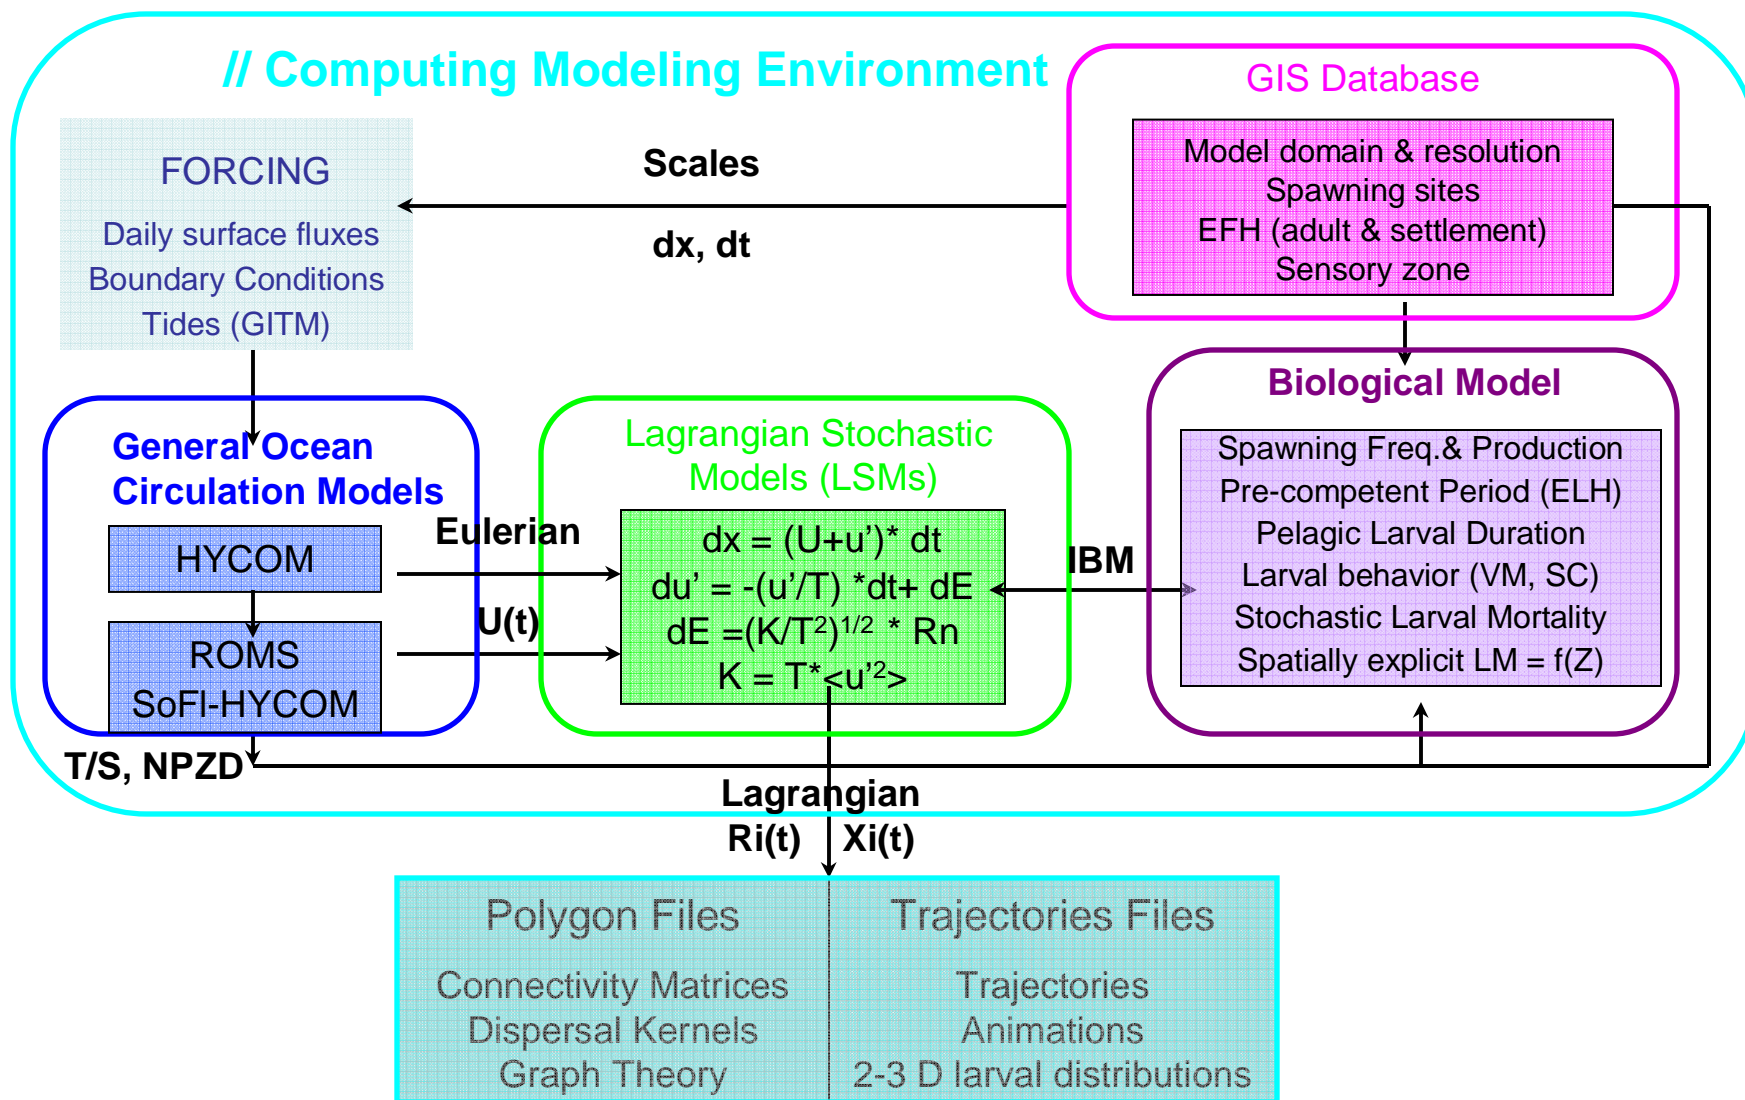 // Computing Modeling Environment
GIS Database
Model domain & resolution
Spawning sites
EFH (adult & settlement)
Sensory zone
Scales
dx, dt
FORCING
Daily surface fluxes
Boundary Conditions
Tides (GITM)
General Ocean
Circulation Models
HYCOM
ROMS
SoFl-HYCOM
Eulerian
U(t)
Lagrangian Stochastic
Models (LSMs)
dx = (U+u’)* dt
du’ = -(u’/T) *dt+ dE
dE =(K/T²)¹/² * Rn
K = T*<u’²>
IBM
Biological Model
Spawning Freq.& Production
Pre-competent Period (ELH)
Pelagic Larval Duration
Larval behavior (VM, SC)
Stochastic Larval Mortality
Spatially explicit LM = f(Z)
T/S, NPZD
Lagrangian
Ri(t) Xi(t)
Polygon Files
Connectivity Matrices
Dispersal Kernels
Graph Theory
Trajectories Files
Trajectories
Animations
2-3 D larval distributions